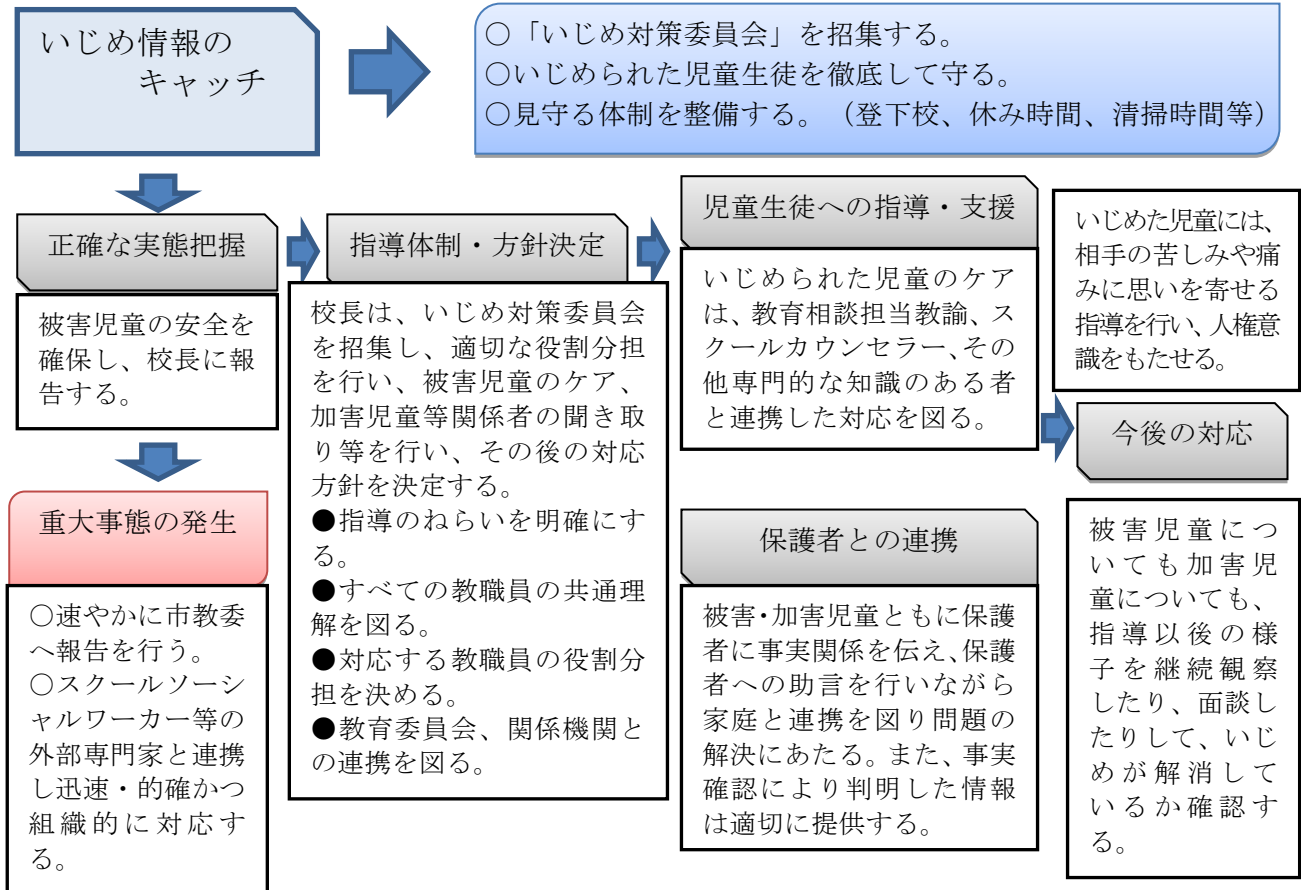 いじめ情報の
キャッチ
○「いじめ対策委員会」を招集する。
○いじめられた児童生徒を徹底して守る。
○見守る体制を整備する。（登下校、休み時間、清掃時間等）
正確な実態把握
被害児童の安全を
確保し、校長に報
告する。
重大事態の発生
○速やかに市教委
へ報告を行う。
○スクールソーシ
ャルワーカー等の
外部専門家と連携
し迅速・的確かつ
組織的に対応す
る。
指導体制・方針決定
校長は、いじめ対策委員会
を招集し、適切な役割分担
を行い、被害児童のケア、
加害児童等関係者の聞き取
り等を行い、その後の対応
方針を決定する。
●指導のねらいを明確にす
る。
●すべての教職員の共通理
解を図る。
●対応する教職員の役割分
担を決める。
●教育委員会、関係機関と
の連携を図る。
児童生徒への指導・支援
いじめられた児童のケア
は、教育相談担当教諭、ス
クールカウンセラー、その
他専門的な知識のある者
と連携した対応を図る。
保護者との連携
被害・加害児童ともに保護
者に事実関係を伝え、保護
者への助言を行いながら
家庭と連携を図り問題の
解決にあたる。また、事実
確認により判明した情報
は適切に提供する。
いじめた児童には、
相手の苦しみや痛
みに思いを寄せる
指導を行い、人権意
識をもたせる。
今後の対応
被害児童につ
いても加害児
童についても、
指導以後の様
子を継続観察
したり、面談し
たりして、いじ
めが解消して
いるか確認す
る。